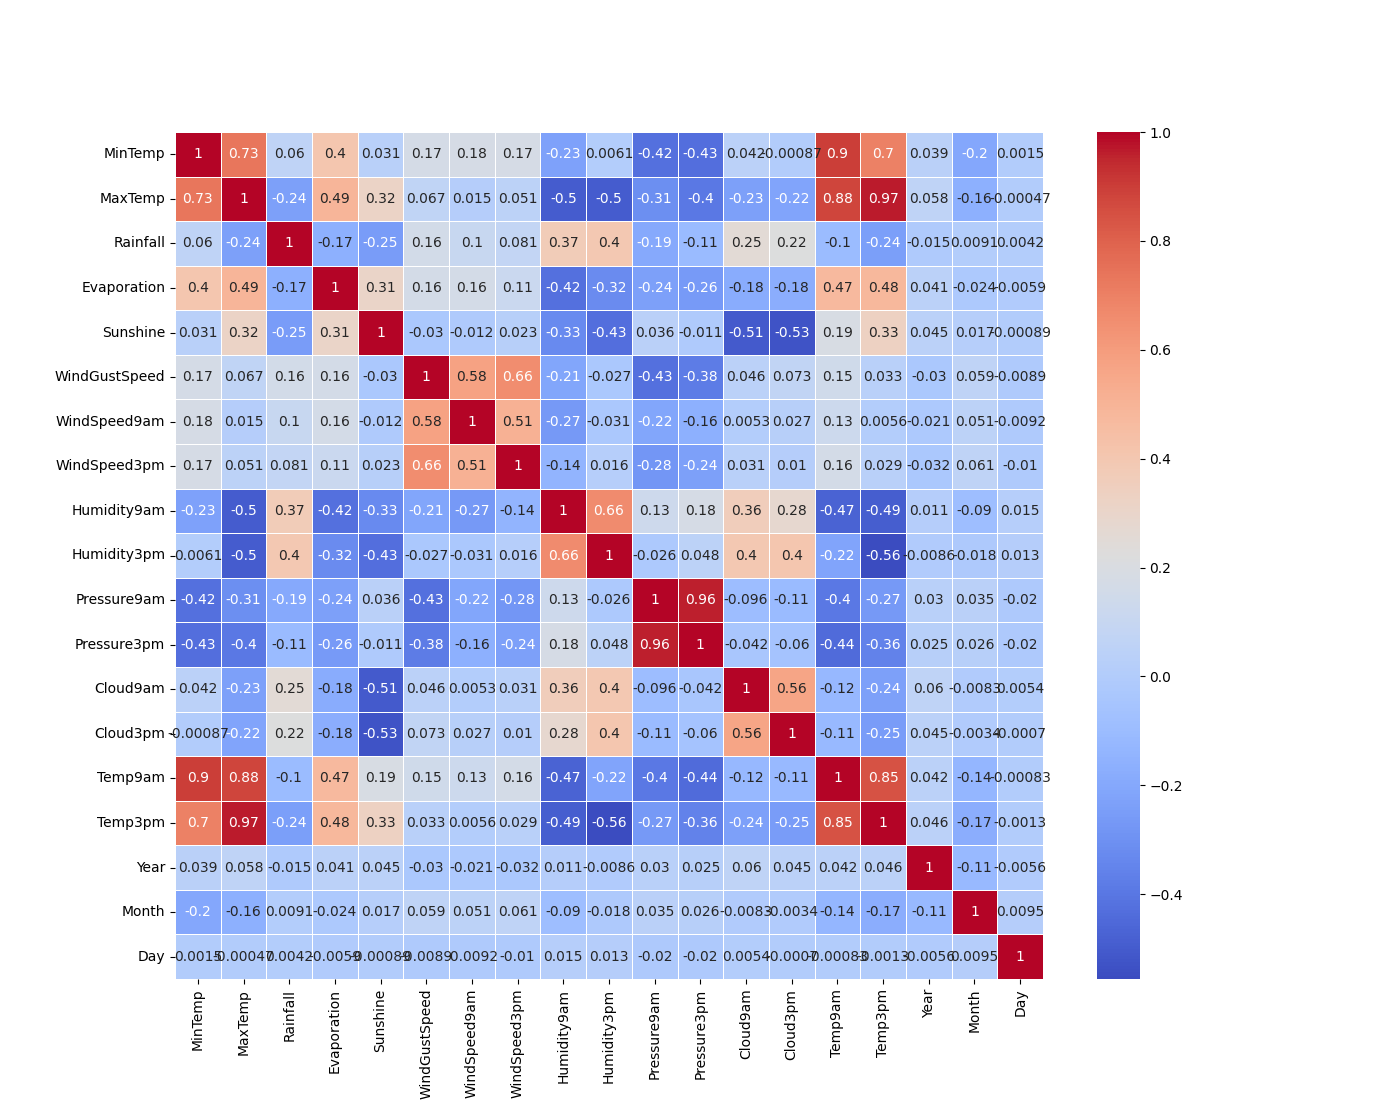 MinTemp 1 0.73 0.06 0.4 0.031 0.17 0.18 0.17 -0.23 0.0061 -0.42 -0.43 0.042 -0.00087 0.9 0.7 0.039 -0.2 0.0015 1.0
MaxTemp 0.73 1 -0.24 0.49 0.32 0.067 0.015 0.051 -0.5 -0.5 -0.31 -0.4 -0.23 -0.22 0.88 0.97 0.058 -0.16 -0.00047
Rainfall 0.06 -0.24 1 -0.17 -0.25 0.16 0.1 0.081 0.37 0.4 -0.19 -0.11 0.25 0.22 -0.1 -0.24 -0.015 0.0091 0.0042 0.8
Evaporation 0.4 0.49 -0.17 1 0.31 0.16 0.16 0.11 -0.42 -0.32 -0.24 -0.26 -0.18 -0.18 0.47 0.48 0.041 -0.024 -0.0059
Sunshine 0.031 0.32 -0.25 0.31 1 -0.03 -0.012 0.023 -0.33 -0.43 0.036 -0.011 -0.51 -0.53 0.19 0.33 0.045 0.017 -0.00089 0.6
WindGustSpeed 0.17 0.067 0.16 0.16 -0.03 1 0.58 0.66 -0.21 -0.027 -0.43 -0.38 0.046 0.073 0.15 0.033 -0.03 0.059 -0.0089
WindSpeed9am 0.18 0.015 0.1 0.16 -0.012 0.58 1 0.51 -0.27 -0.031 -0.22 -0.16 0.0053 0.027 0.13 0.0056 -0.021 0.051 -0.0092
WindSpeed3pm 0.17 0.051 0.081 0.11 0.023 0.66 0.51 1 -0.14 0.016 -0.28 -0.24 0.031 0.01 0.16 0.029 -0.032 0.061 -0.01 0.4
Humidity9am -0.23 -0.5 0.37 -0.42 -0.33 -0.21 -0.27 -0.14 1 0.66 0.13 0.18 0.36 0.28 -0.47 -0.49 0.011 -0.09 0.015
Humidity3pm 0.0061 -0.5 0.4 -0.32 -0.43 -0.027 -0.031 0.016 0.66 1 -0.026 0.048 0.4 0.4 -0.22 -0.56 -0.0086 -0.018 0.013 0.2
Pressure9am -0.42 -0.31 -0.19 -0.24 0.036 -0.43 -0.22 -0.28 0.13 -0.026 1 0.96 -0.096 -0.11 -0.4 -0.27 0.03 0.035 -0.02
Pressure3pm -0.43 -0.4 -0.11 -0.26 -0.011 -0.38 -0.16 -0.24 0.18 0.048 0.96 1 -0.042 -0.06 -0.44 -0.36 0.025 0.026 -0.02 0.0
Cloud9am 0.042 -0.23 0.25 -0.18 -0.51 0.046 0.0053 0.031 0.36 0.4 -0.096 -0.042 1 0.56 -0.12 -0.24 0.06 -0.0083 0.0054
Cloud3pm -0.00087 -0.22 0.22 -0.18 -0.53 0.073 0.027 0.01 0.28 0.4 -0.11 -0.06 0.56 1 -0.11 -0.25 0.045 -0.0034 -0.0007
Temp9am 0.9 0.88 -0.1 0.47 0.19 0.15 0.13 0.16 -0.47 -0.22 -0.4 -0.44 -0.12 -0.11 1 0.85 0.042 -0.14 -0.00083 −0.2
Temp3pm 0.7 0.97 -0.24 0.48 0.33 0.033 0.0056 0.029 -0.49 -0.56 -0.27 -0.36 -0.24 -0.25 0.85 1 0.046 -0.17 -0.0013
Year 0.039 0.058 -0.015 0.041 0.045 -0.03 -0.021 -0.032 0.011 -0.0086 0.03 0.025 0.06 0.045 0.042 0.046 1 -0.11 -0.0056 −0.4
Month -0.2 -0.16 0.0091 -0.024 0.017 0.059 0.051 0.061 -0.09 -0.018 0.035 0.026 -0.0083 -0.0034 -0.14 -0.17 -0.11 1 0.0095
Day 0.0015 -0.00047 0.0042 -0.0059 -0.00089 -0.0089 -0.0092 -0.01 0.015 0.013 -0.02 -0.02 0.0054 -0.0007 -0.00083 -0.0013 -0.0056 0.0095 1
MinTemp MaxTemp Rainfall Evaporation Sunshine WindGustSpeed WindSpeed9am WindSpeed3pm Humidity9am Humidity3pm Pressure9am Pressure3pm Cloud9am Cloud3pm Temp9am Temp3pm Year Month Day